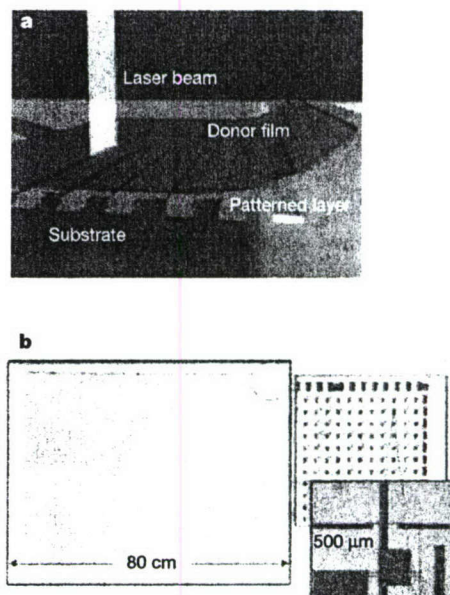 a
Laser beam
Donor film
Patterned layer
Substrate
b
80 cm
500 μm